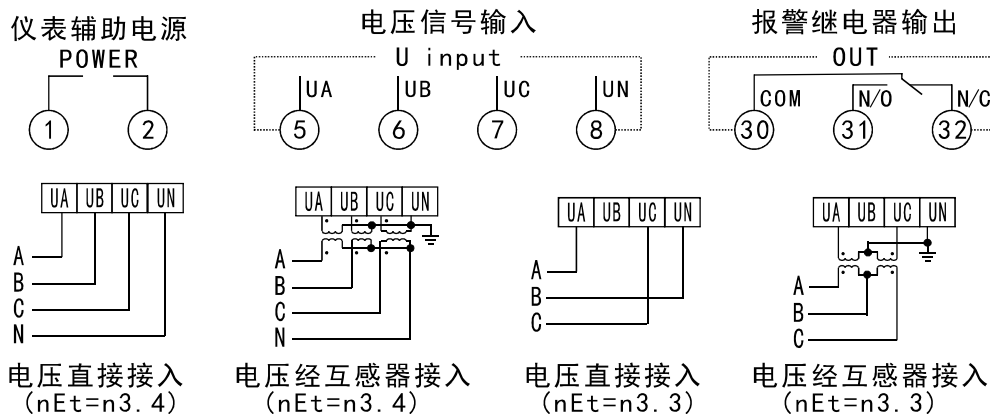 仪表辅助电源
POWER
1 2
电压信号输入
U input
UA UB UC UN
5 6 7 8
报警继电器输出
OUT
COM N/O N/C
30 31 32
UA UB UC UN
A
B
C
N
电压直接接入
(nEt=n3.4)
UA UB UC UN
A
B
C
N
电压经互感器接入
(nEt=n3.4)
UA UB UC UN
A
B
C
电压直接接入
(nEt=n3.3)
UA UB UC UN
A
B
C
电压经互感器接入
(nEt=n3.3)